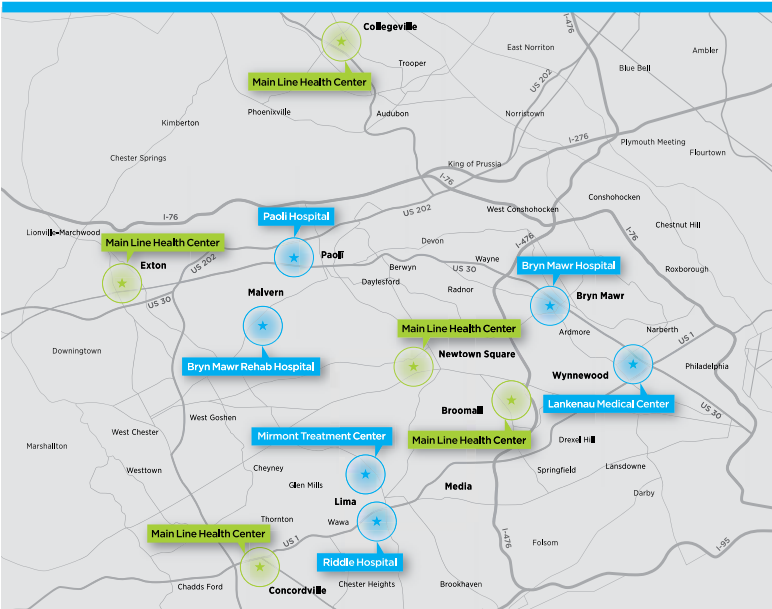 Collegeville
I-476
East Norriton
Ambler
Trooper
Blue Bell
Main Line Health Center
US 202
Phoenixville
Audubon
Norristown
Kimberton
I-276
Plymouth Meeting
Flourtown
Chester Springs
King of Prussia
I-76
Conshohocken
I-76
Paoli Hospital
US 202
West Conshohocken
Chestnut Hill
Lionville-Marchwood
Main Line Health Center
Devon
I-476
I-76
Exton
US 202
Paoli
Wayne
Bryn Mawr Hospital
Roxborough
Berwyn
US 30
Daylesford
Radnor
Malvern
Bryn Mawr
US 30
Main Line Health Center
Ardmore
Narberth
US 1
Downingtown
Newtown Square
Bryn Mawr Rehab Hospital
Wynnewood
Philadelphia
Lankenau Medical Center
US 30
West Goshen
Broomall
West Chester
Mirmont Treatment Center
Main Line Health Center
Drexel Hill
Marshallton
Westtown
Cheyney
Springfield
Lansdowne
Glen Mills
Media
Darby
Lima
Thornton
Wawa
Main Line Health Center
US 1
I-476
Folsom
I-95
Riddle Hospital
Chadds Ford
Concordville
Chester Heights
Brookhaven